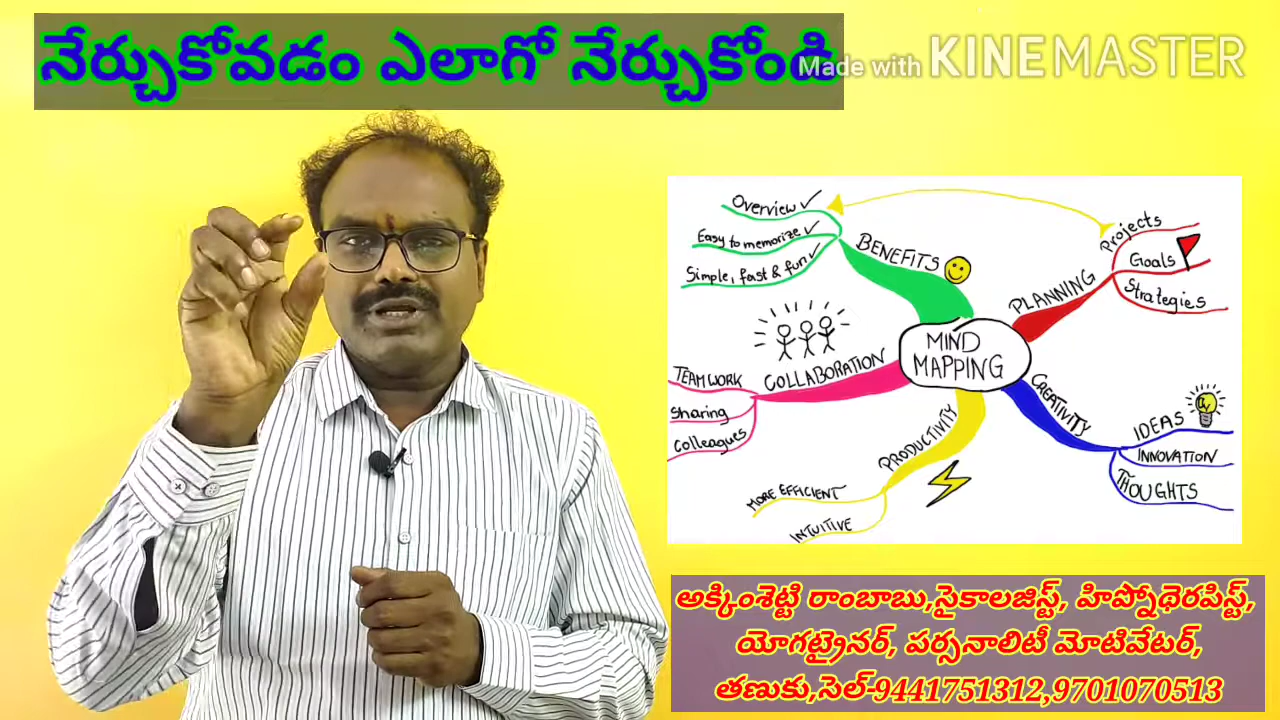 నేర్చుకోవడం ఎలాగో నేర్చుకోండి
Made with KINEMASTER
Overview
Easy to memorize
Simple, fast & fun
BENEFITS
Projects
Goals
Strategies
PLANNING
MIND
MAPPING
COLLABORATION
TEAMWORK
Sharing
Colleagues
CREATIVITY
IDEAS
INNOVATION
THOUGHTS
PRODUCTIVITY
MORE EFFICIENT
INTUITIVE
అక్కింశెట్టి రాంబాబు,సైకాలజిస్ట్, హిప్నోథెరపిస్ట్,
యోగట్రైనర్, పర్సనాలిటీ మోటివేటర్,
తణుకు,సెల్-9441751312,9701070513